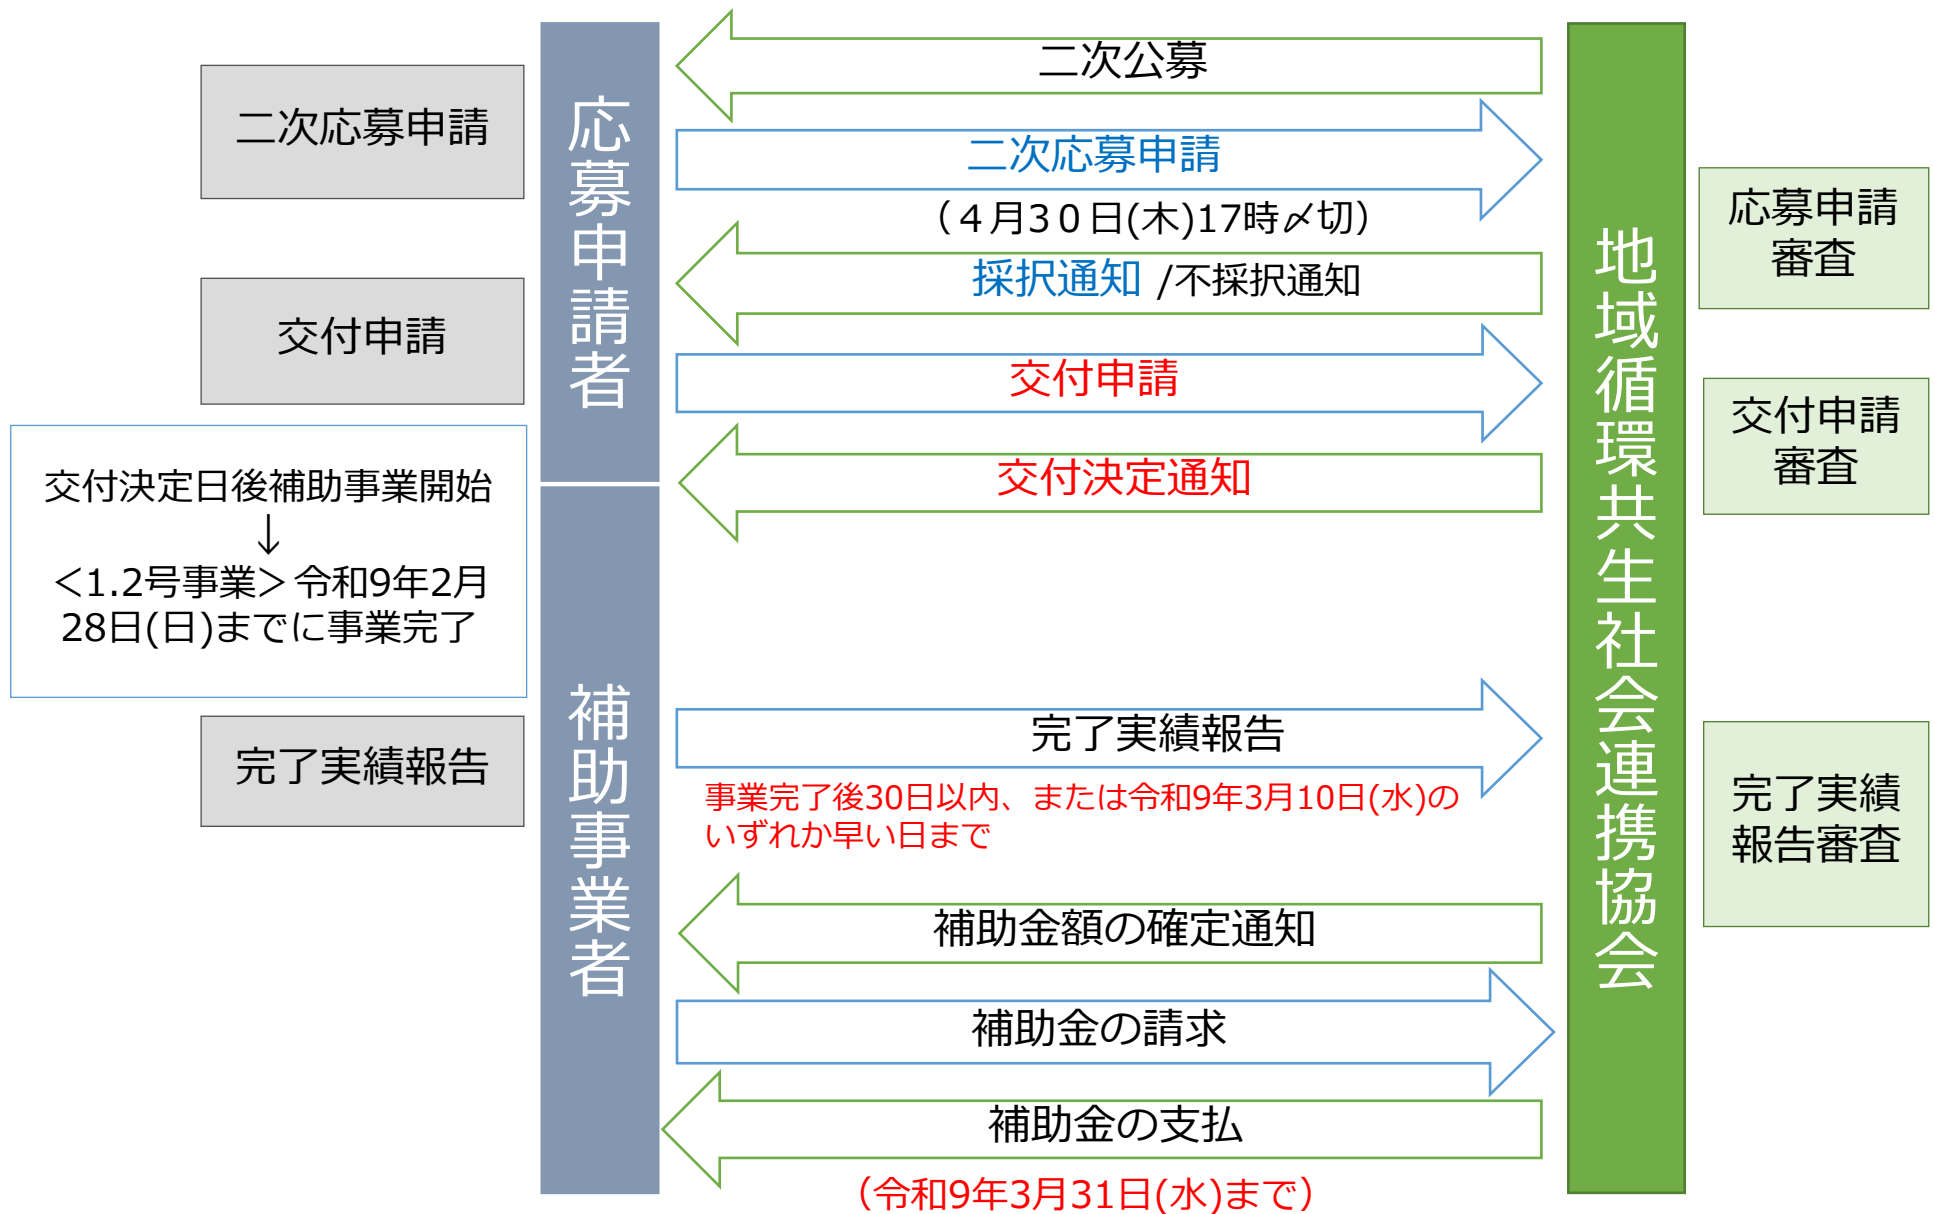 二次公募
二次応募申請
応募申請者
二次応募申請
（４月3０日(木)17時〆切）
応募申請
審査
採択通知 /不採択通知
交付申請
交付申請
交付申請
審査
交付決定通知
交付決定日後補助事業開始
↓
＜1.2号事業＞令和9年2月
28日(日)までに事業完了
地域循環共生社会連携協会
補助事業者
完了実績報告
完了実績報告
事業完了後30日以内、または令和9年3月10日(水)の
いずれか早い日まで
完了実績
報告審査
補助金額の確定通知
補助金の請求
補助金の支払
（令和9年3月31日(水)まで）